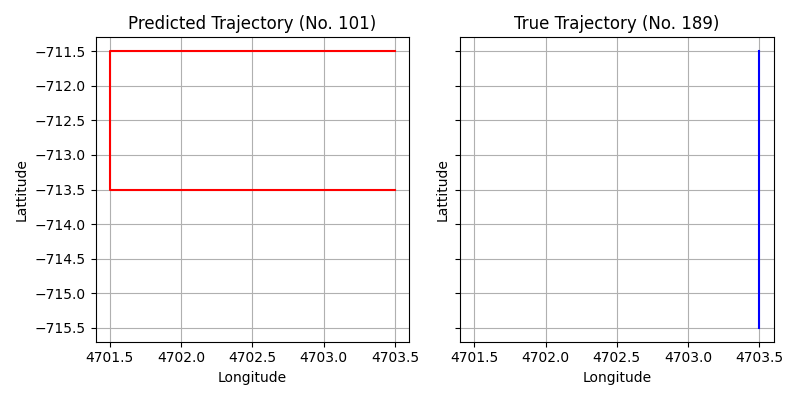 Predicted Trajectory (No. 101)
True Trajectory (No. 189)
−711.5
−712.0
−712.5
−713.0
−713.5
−714.0
−714.5
−715.0
−715.5
Lattitude
Lattitude
4701.5 4702.0 4702.5 4703.0 4703.5
4701.5 4702.0 4702.5 4703.0 4703.5
Longitude
Longitude